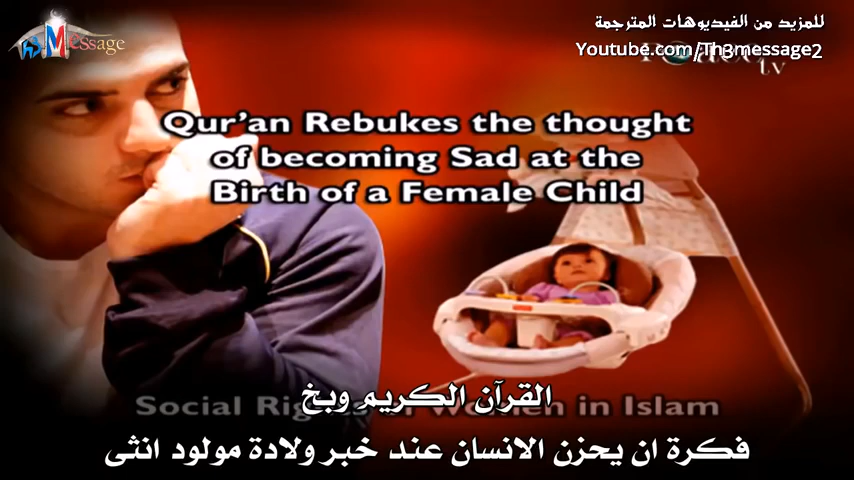 Message
للمزيد من الفيديوهات المترجمة
Youtube.com/Th3message2
tv
Qur'an Rebukes the thought
of becoming Sad at the
Birth of a Female Child
القرآن الكريم وبخ
Social in Islam
فكرة ان يحزن الانسان عند خبر ولادة مولود انثى